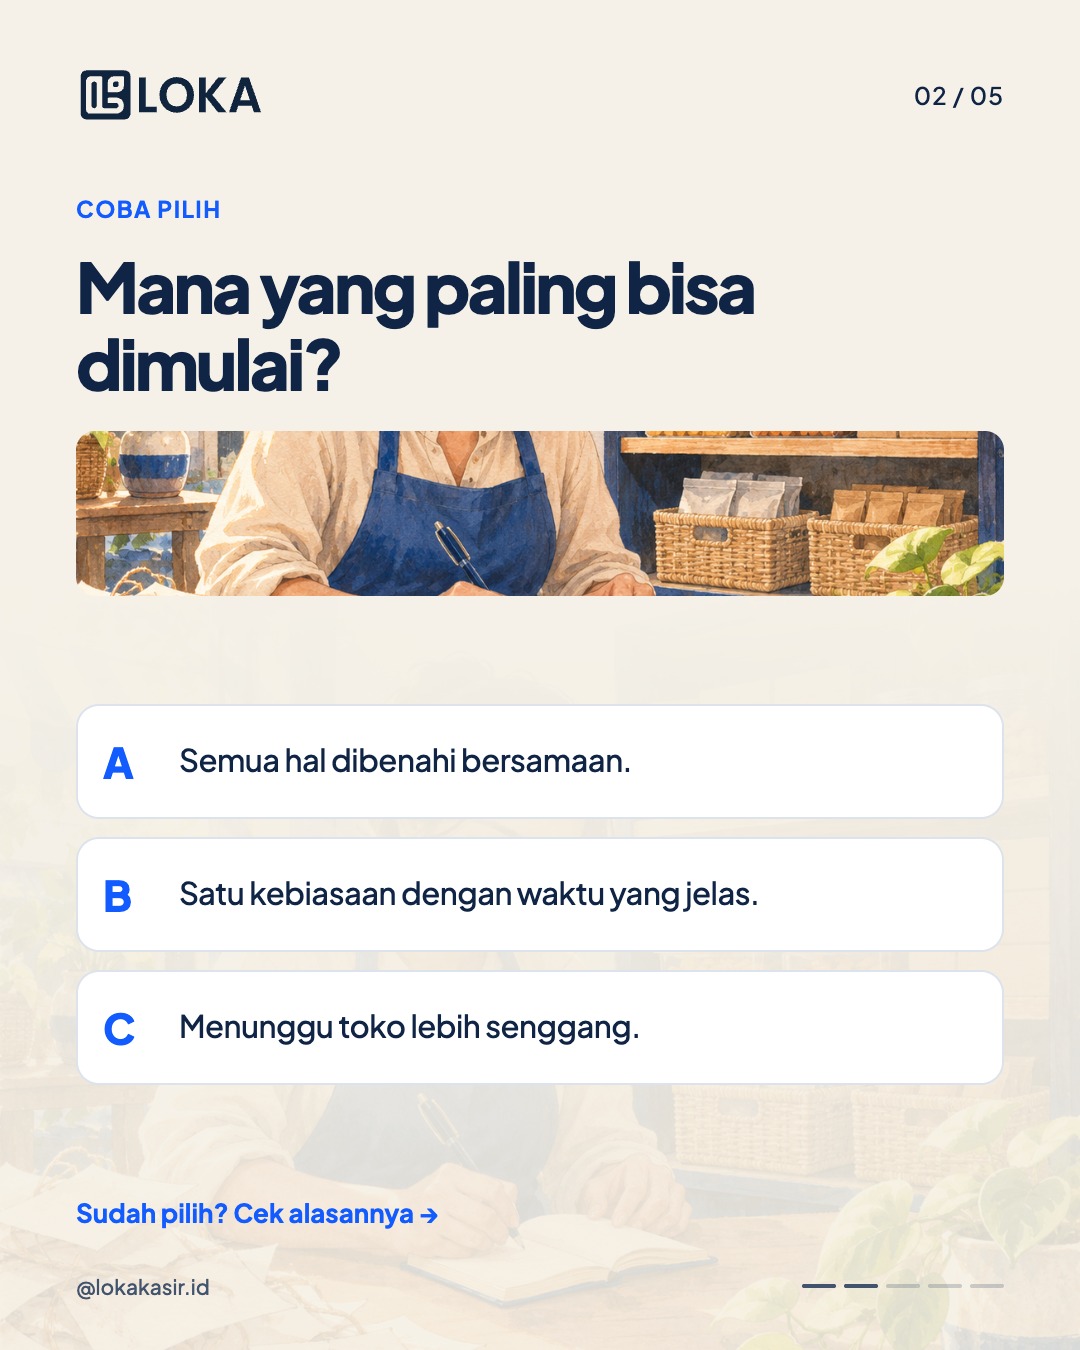 LOKA
02 / 05
COBA PILIH
Mana yang paling bisa
dimulai?
A Semua hal dibenahi bersamaan.
B Satu kebiasaan dengan waktu yang jelas.
C Menunggu toko lebih senggang.
Sudah pilih? Cek alasannya →
@lokakasir.id